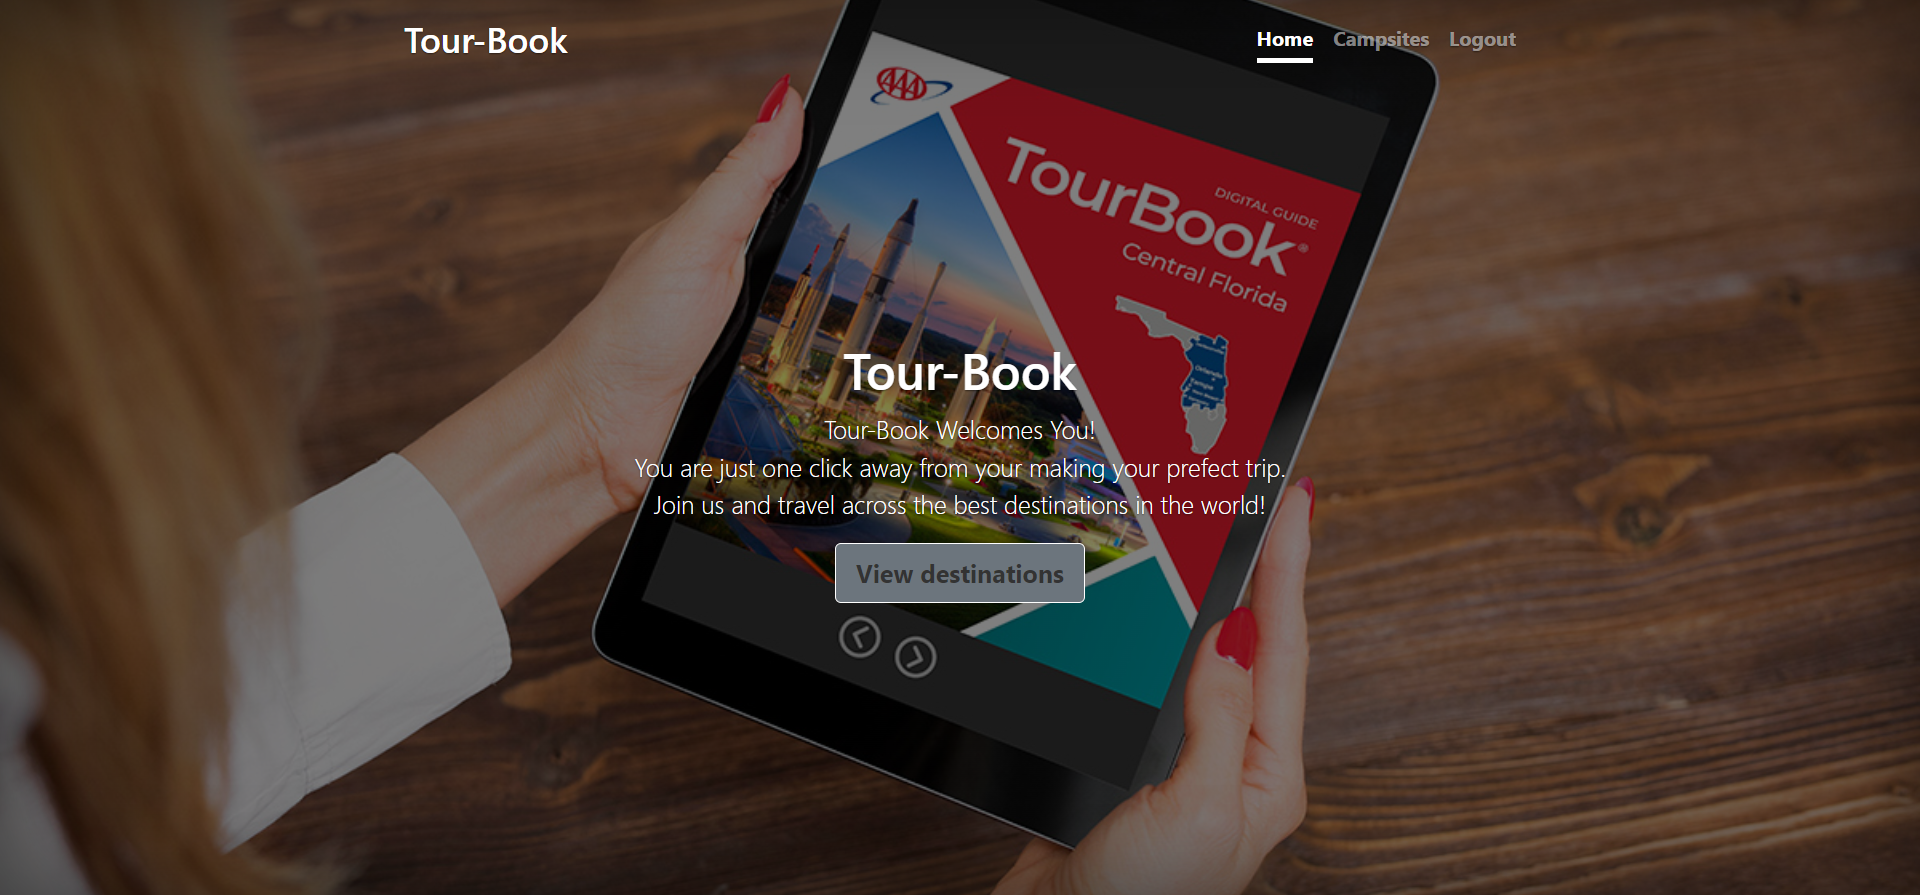 Tour-Book
Home Campsites Logout
AAA
DIGITAL GUIDE
TourBook®
Central Florida
Orlando
Tampa
Tour-Book
Tour-Book Welcomes You!
You are just one click away from your making your prefect trip.
Join us and travel across the best destinations in the world!
View destinations